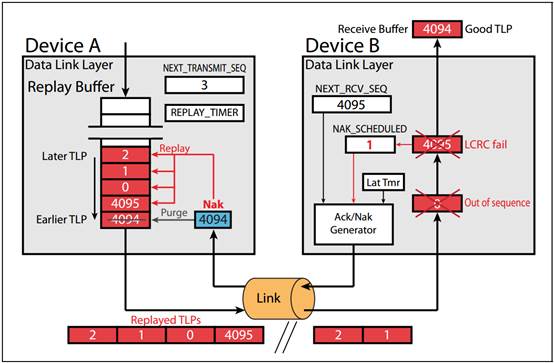 Receive Buffer 4094 Good TLP
Device A
Data Link Layer
Replay Buffer
NEXT_TRANSMIT_SEQ
3
REPLAY_TIMER
Later TLP
2
1
0
4095
Earlier TLP
4094
Replay
Nak
Purge
4094
Device B
Data Link Layer
NEXT_RCV_SEQ
4095
NAK_SCHEDULED
1
4095
LCRC fail
Lat Tmr
0
Out of sequence
Ack/Nak
Generator
Link
Replayed TLPs
2 1 0 4095
2 1